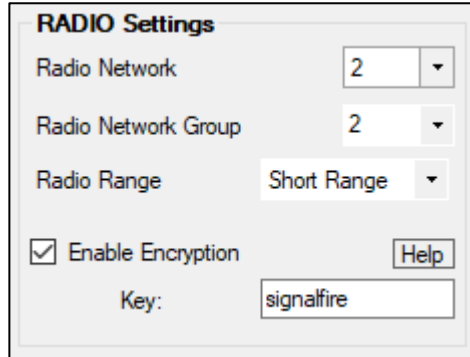 RADIO Settings
Radio Network 2
Radio Network Group 2
Radio Range Short Range
Enable Encryption Help
Key: signalfire